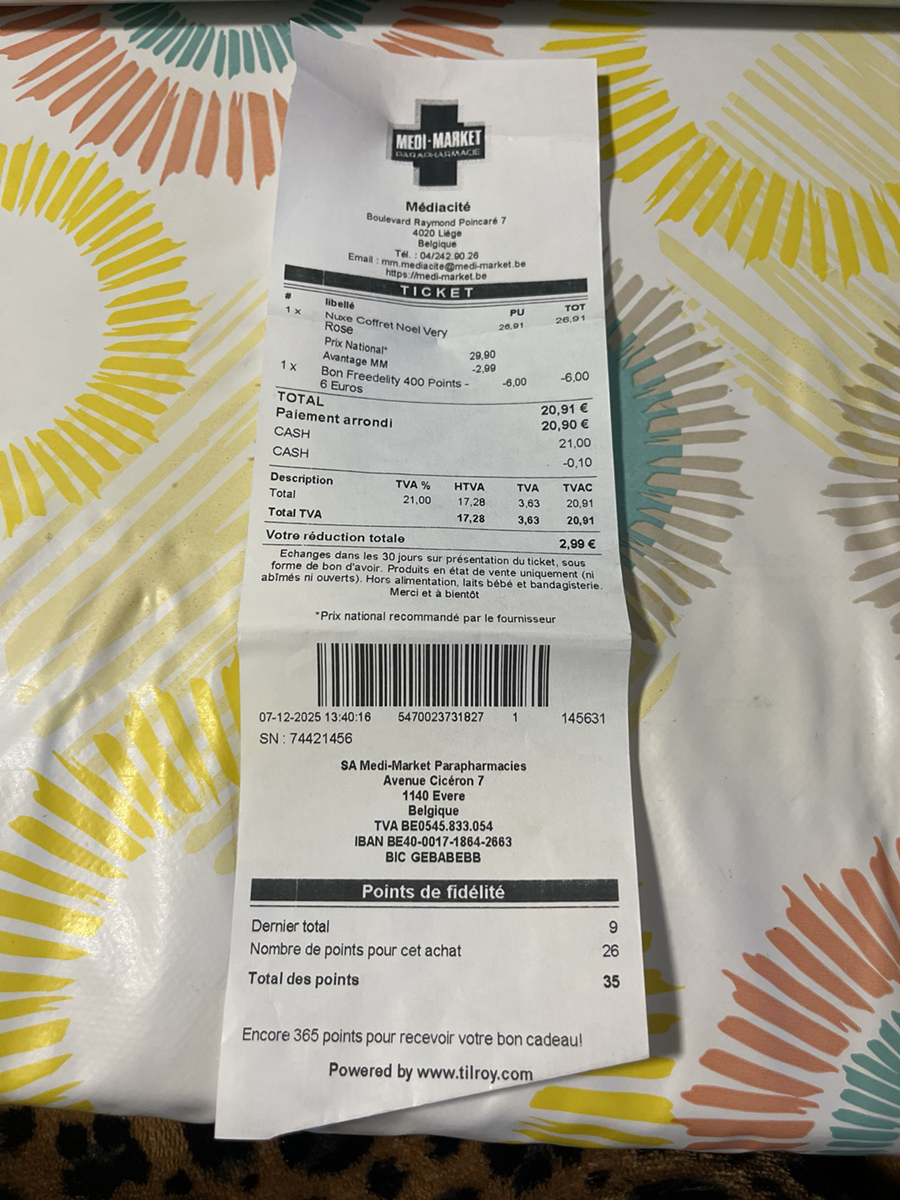 MEDI-MARKET
PARAPHARMACIE
Médiacité
Boulevard Raymond Poincaré 7
4020 Liège
Belgique
Tél. : 04/242.90.26
Email : mm.mediacite@medi-market.be
https://medi-market.be
TICKET
# libellé PU TOT
1 x Nuxe Coffret Noel Very 26,91 26,91
Rose
Prix National* 29,90
Avantage MM -2,99
1 x Bon Freedelity 400 Points - -6,00 -6,00
6 Euros
TOTAL 20,91 €
Paiement arrondi 20,90 €
CASH 21,00
CASH -0,10
Description TVA % HTVA TVA TVAC
Total 21,00 17,28 3,63 20,91
Total TVA 17,28 3,63 20,91
Votre réduction totale 2,99 €
Echanges dans les 30 jours sur présentation du ticket, sous
forme de bon d'avoir. Produits en état de vente uniquement (ni
abîmés ni ouverts). Hors alimentation, laits bébé et bandagisterie.
Merci et à bientôt
*Prix national recommandé par le fournisseur
07-12-2025 13:40:16 5470023731827 1 145631
SN : 74421456
SA Medi-Market Parapharmacies
Avenue Cicéron 7
1140 Evere
Belgique
TVA BE0545.833.054
IBAN BE40-0017-1864-2663
BIC GEBABEBB
Points de fidélité
Dernier total 9
Nombre de points pour cet achat 26
Total des points 35
Encore 365 points pour recevoir votre bon cadeau!
Powered by www.tilroy.com